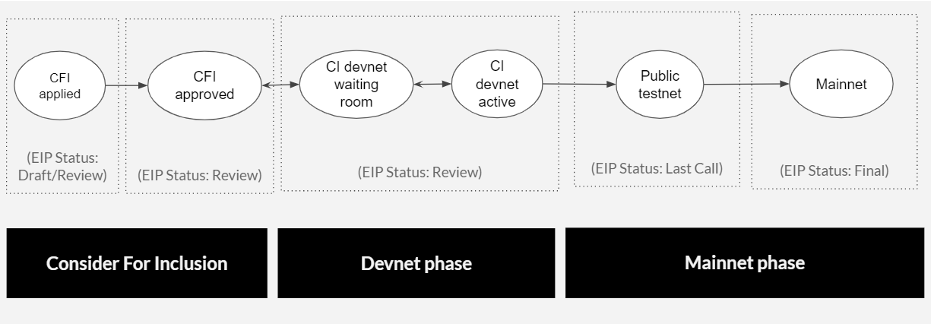 CFI
applied
CFI
approved
CI devnet
waiting
room
CI
devnet
active
Public
testnet
Mainnet
(EIP Status:
Draft/Review)
(EIP Status: Review)
(EIP Status: Review)
(EIP Status: Last Call)
(EIP Status: Final)
Consider For Inclusion
Devnet phase
Mainnet phase